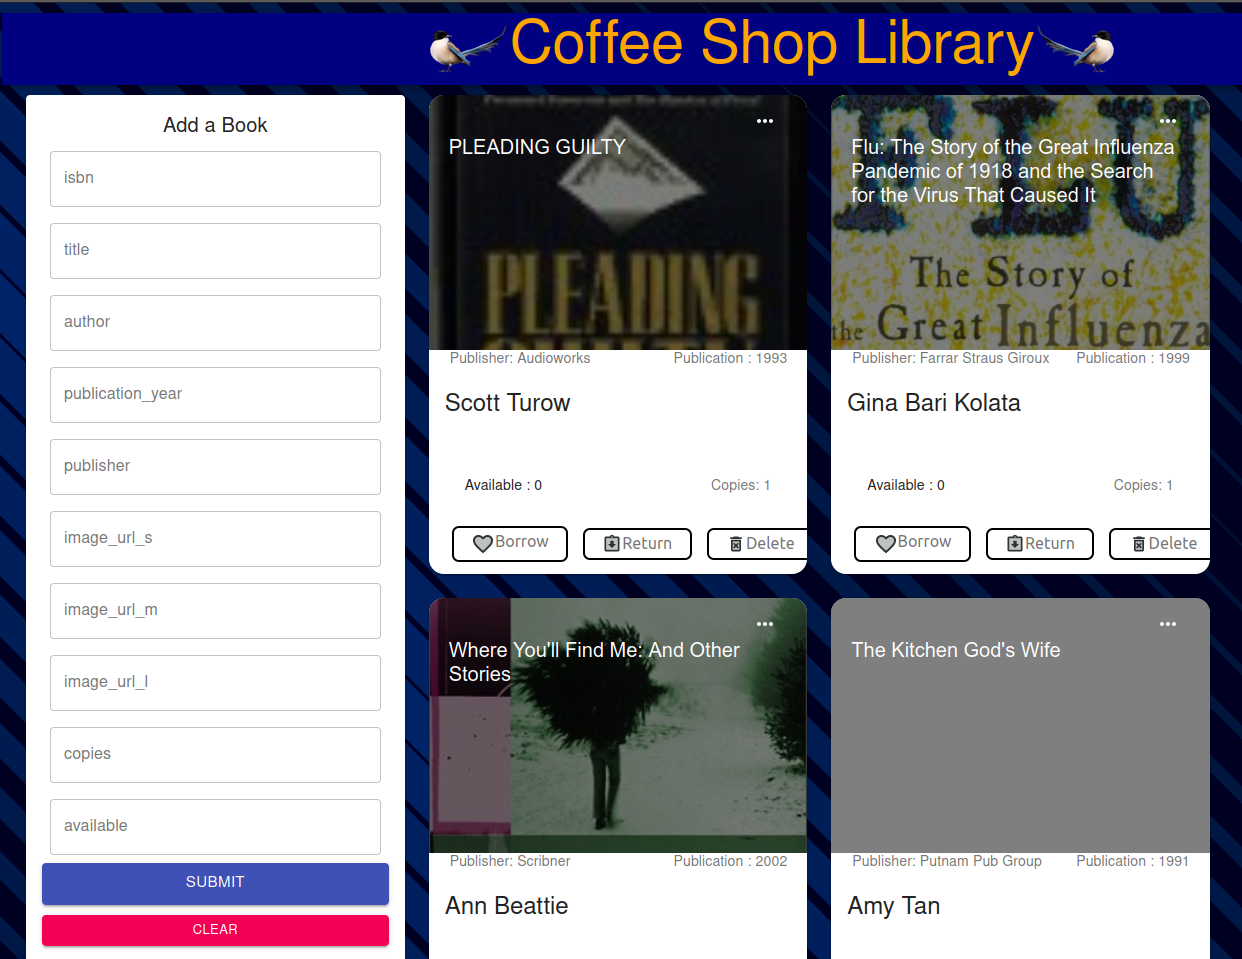 Coffee Shop Library
Add a Book
isbn
title
author
publication_year
publisher
image_url_s
image_url_m
image_url_l
copies
available
SUBMIT
CLEAR
PLEADING GUILTY
PLEADING
Publisher: Audioworks Publication : 1993
Scott Turow
Available : 0 Copies: 1
Borrow Return Delete
Flu: The Story of the Great Influenza
Pandemic of 1918 and the Search
for the Virus That Caused It
FLU
The Story of
the Great Influenza
Publisher: Farrar Straus Giroux Publication : 1999
Gina Bari Kolata
Available : 0 Copies: 1
Borrow Return Delete
Where You'll Find Me: And Other
Stories
Publisher: Scribner Publication : 2002
Ann Beattie
The Kitchen God's Wife
Publisher: Putnam Pub Group Publication : 1991
Amy Tan